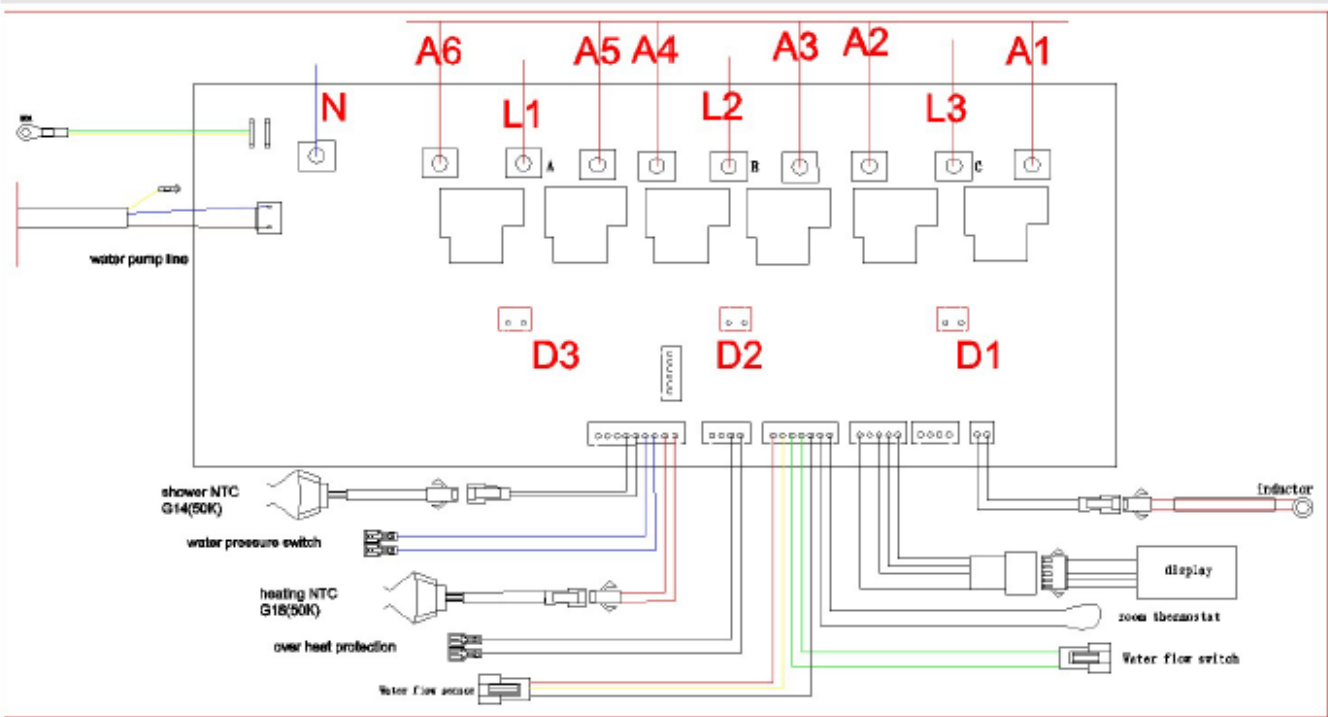 A6
A5
A4
A3
A2
A1
N
L1
L2
L3
A
B
C
water pump line
D3
D2
D1
shower NTC
G14(50K)
water pressure switch
heating NTC
G18(50K)
over heat protection
Water flow sensor
Inductor
display
room thermostat
Water flow switch